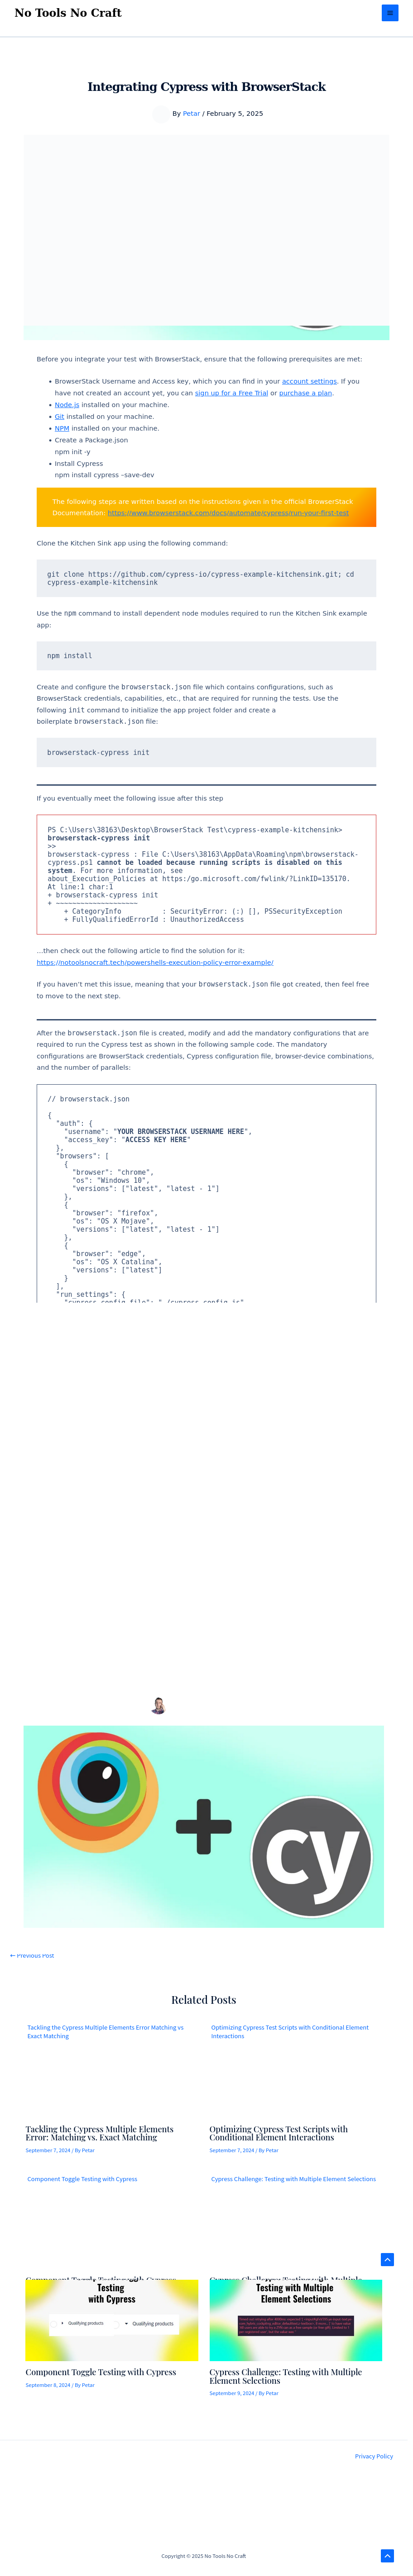 No Tools No Craft
Integrating Cypress with BrowserStack
By Petar / February 5, 2025
Before you integrate your test with BrowserStack, ensure that the following prerequisites are met:
• BrowserStack Username and Access key, which you can find in your account settings. If you
have not created an account yet, you can sign up for a Free Trial or purchase a plan.
• Node.js installed on your machine.
• Git installed on your machine.
• NPM installed on your machine.
• Create a Package.json
npm init -y
• Install Cypress
npm install cypress –save-dev
The following steps are written based on the instructions given in the official BrowserStack
Documentation: https://www.browserstack.com/docs/automate/cypress/run-your-first-test
Clone the Kitchen Sink app using the following command:
git clone https://github.com/cypress-io/cypress-example-kitchensink.git; cd
cypress-example-kitchensink
Use the npm command to install dependent node modules required to run the Kitchen Sink example
app:
npm install
Create and configure the browserstack.json file which contains configurations, such as
BrowserStack credentials, capabilities, etc., that are required for running the tests. Use the
following init command to initialize the app project folder and create a
boilerplate browserstack.json file:
browserstack-cypress init
If you eventually meet the following issue after this step
PS C:\Users\38163\Desktop\BrowserStack Test\cypress-example-kitchensink>
browserstack-cypress init
>>
browserstack-cypress : File C:\Users\38163\AppData\Roaming\npm\browserstack-
cypress.ps1 cannot be loaded because running scripts is disabled on this
system. For more information, see
about_Execution_Policies at https:/go.microsoft.com/fwlink/?LinkID=135170.
At line:1 char:1
+ browserstack-cypress init
+ ~~~~~~~~~~~~~~~~~~~~
+ CategoryInfo : SecurityError: (:) [], PSSecurityException
+ FullyQualifiedErrorId : UnauthorizedAccess
…then check out the following article to find the solution for it:
https://notoolsnocraft.tech/powershells-execution-policy-error-example/
If you haven’t met this issue, meaning that your browserstack.json file got created, then feel free
to move to the next step.
After the browserstack.json file is created, modify and add the mandatory configurations that are
required to run the Cypress test as shown in the following sample code. The mandatory
configurations are BrowserStack credentials, Cypress configuration file, browser-device combinations,
and the number of parallels:
// browserstack.json
{
"auth": {
"username": "YOUR BROWSERSTACK USERNAME HERE",
"access_key": "ACCESS KEY HERE"
},
"browsers": [
{
"browser": "chrome",
"os": "Windows 10",
"versions": ["latest", "latest - 1"]
},
{
"browser": "firefox",
"os": "OS X Mojave",
"versions": ["latest", "latest - 1"]
},
{
"browser": "edge",
"os": "OS X Catalina",
"versions": ["latest"]
}
],
"run_settings": {
"cypress_config_file": "./cypress.config.js",
cy
← Previous Post
Related Posts
Tackling the Cypress Multiple Elements Error Matching vs
Exact Matching
Optimizing Cypress Test Scripts with Conditional Element
Interactions
Tackling the Cypress Multiple Elements
Error: Matching vs. Exact Matching
September 7, 2024 / By Petar
Optimizing Cypress Test Scripts with
Conditional Element Interactions
September 7, 2024 / By Petar
Component Toggle Testing with Cypress
Cypress Challenge: Testing with Multiple Element Selections
Component Toggle Testing with Cypress
Cypress Challenge: Testing with Multiple
Testing
with Cypress
• Qualifying products
• Qualifying products
Testing with Multiple
Element Selections
Component Toggle Testing with Cypress
September 8, 2024 / By Petar
Cypress Challenge: Testing with Multiple
Element Selections
September 9, 2024 / By Petar
Privacy Policy
Copyright © 2025 No Tools No Craft